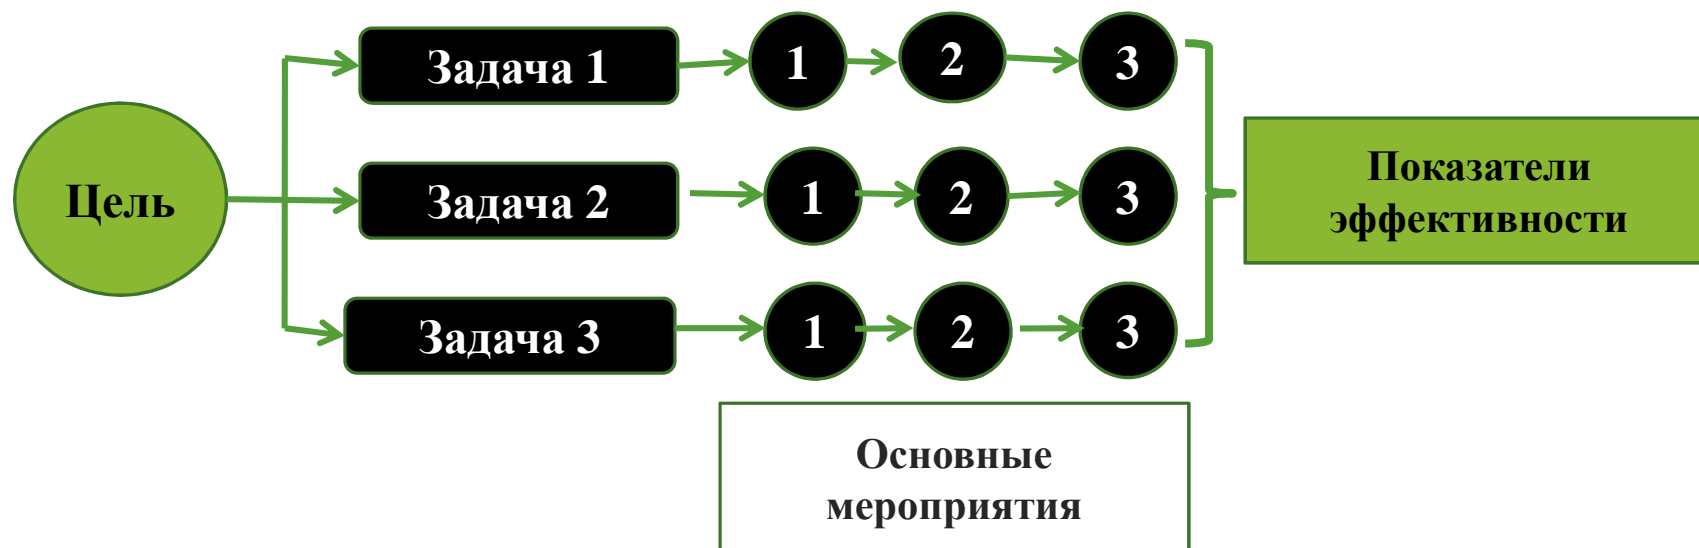 Цель
Задача 1
1
2
3
Задача 2
1
2
3
Задача 3
1
2
3
Показатели
эффективности
Основные
мероприятия